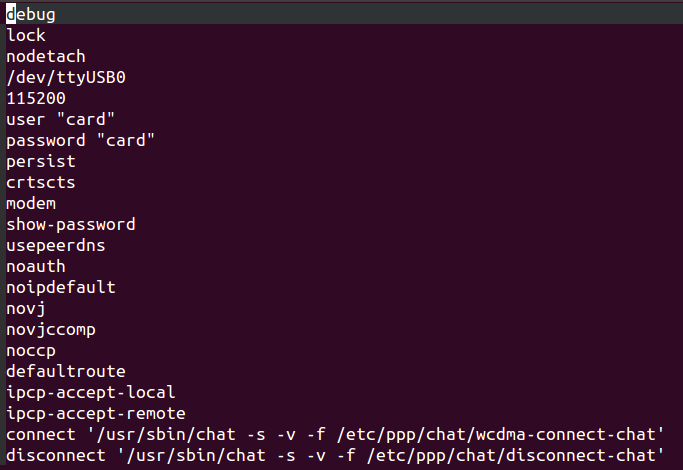 debug
lock
nodetach
/dev/ttyUSB0
115200
user "card"
password "card"
persist
crtscts
modem
show-password
usepeerdns
noauth
noipdefault
novj
novjccomp
noccp
defaultroute
ipcp-accept-local
ipcp-accept-remote
connect '/usr/sbin/chat -s -v -f /etc/ppp/chat/wcdma-connect-chat'
disconnect '/usr/sbin/chat -s -v -f /etc/ppp/chat/disconnect-chat'